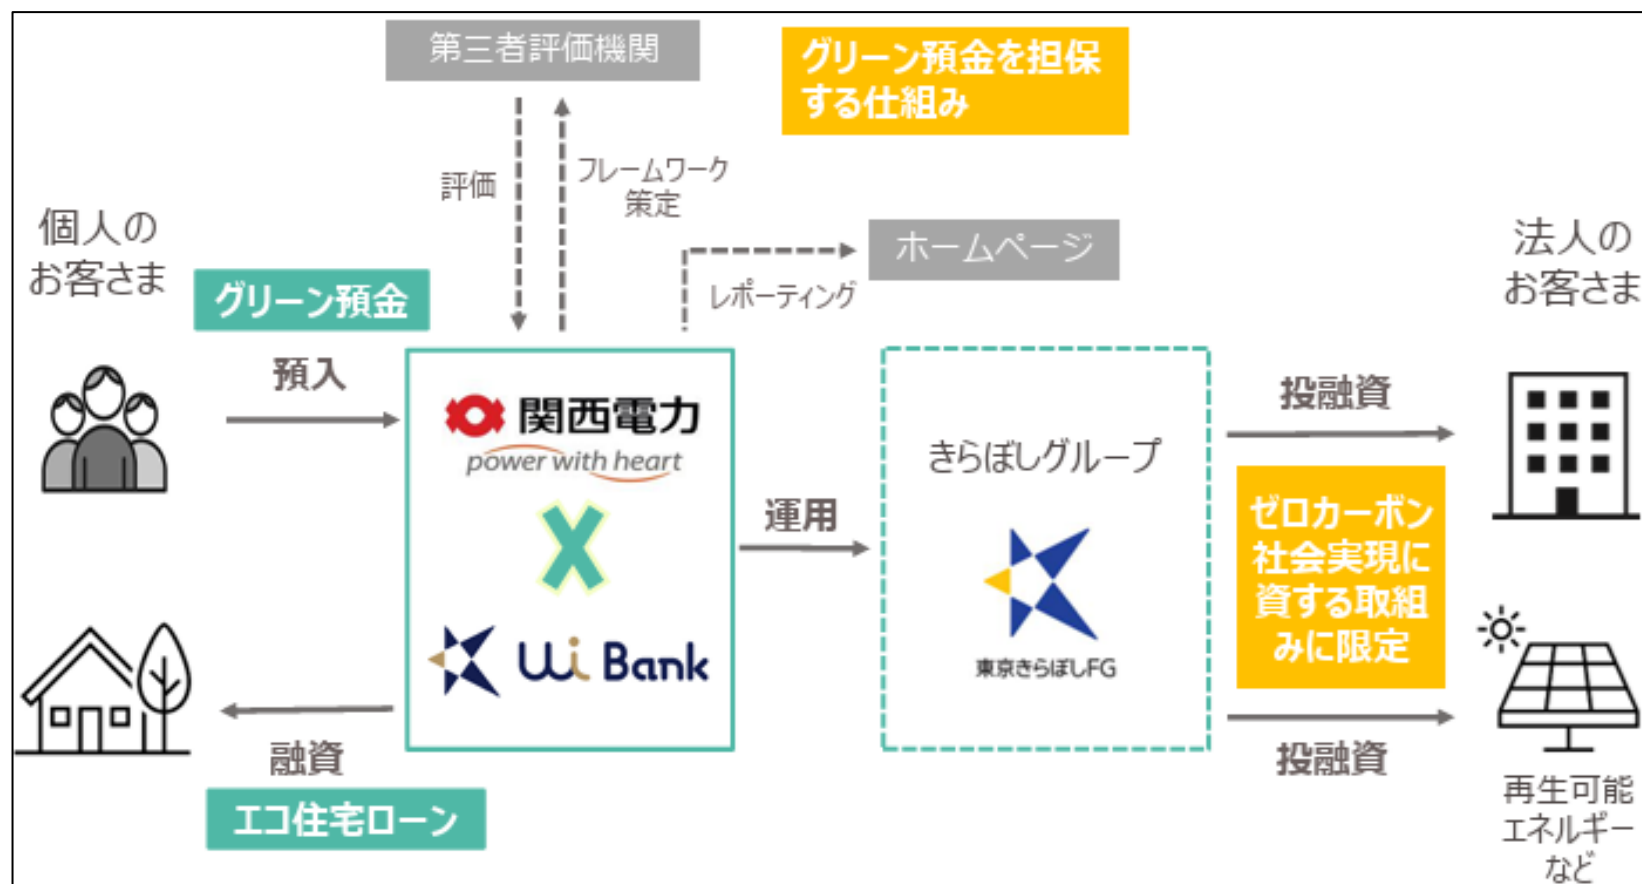 第三者評価機関
グリーン預金を担保
する仕組み
評価
フレームワーク
策定
個人の
お客さま
グリーン預金
ホームページ
レポーティング
法人の
お客さま
預入
関西電力
power with heart
X
UI Bank
運用
きらぼしグループ
東京きらぼしFG
投融資
ゼロカーボン
社会実現に
資する取組
みに限定
投融資
融資
エコ住宅ローン
再生可能
エネルギー
など